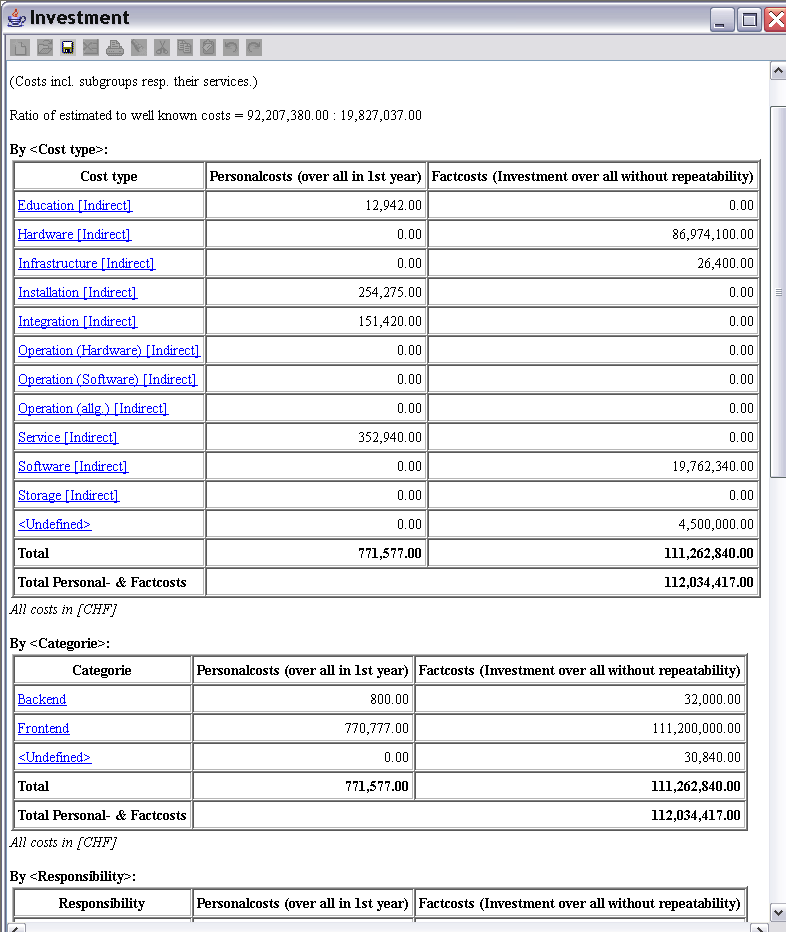 Investment
(Costs incl. subgroups resp. their services.)
Ratio of estimated to well known costs = 92,207,380.00 : 19,827,037.00
By <Cost type>:
Cost type Personalcosts (over all in 1st year) Factcosts (Investment over all without repeatability)
Education [Indirect] 12,942.00 0.00
Hardware [Indirect] 0.00 86,974,100.00
Infrastructure [Indirect] 0.00 26,400.00
Installation [Indirect] 254,275.00 0.00
Integration [Indirect] 151,420.00 0.00
Operation (Hardware) [Indirect] 0.00 0.00
Operation (Software) [Indirect] 0.00 0.00
Operation (allg.) [Indirect] 0.00 0.00
Service [Indirect] 352,940.00 0.00
Software [Indirect] 0.00 19,762,340.00
Storage [Indirect] 0.00 0.00
<Undefined> 0.00 4,500,000.00
Total 771,577.00 111,262,840.00
Total Personal- & Factcosts 112,034,417.00
All costs in [CHF]
By <Categorie>:
Categorie Personalcosts (over all in 1st year) Factcosts (Investment over all without repeatability)
Backend 800.00 32,000.00
Frontend 770,777.00 111,200,000.00
<Undefined> 0.00 30,840.00
Total 771,577.00 111,262,840.00
Total Personal- & Factcosts 112,034,417.00
All costs in [CHF]
By <Responsibility>:
Responsibility Personalcosts (over all in 1st year) Factcosts (Investment over all without repeatability)